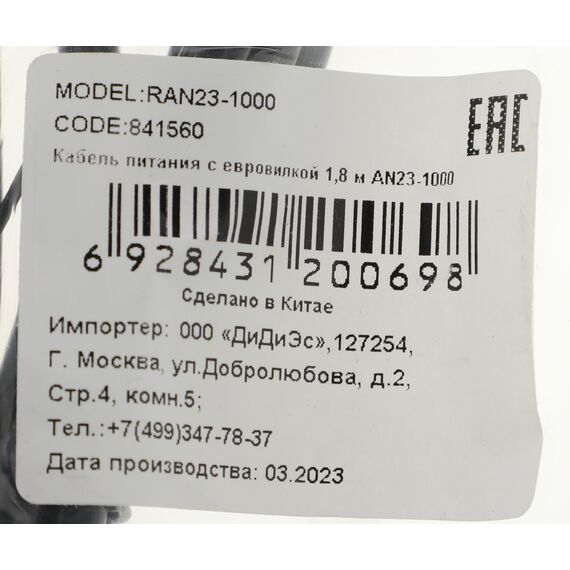 MODEL:RAN23-1000
CODE:841560
EAC
Кабель питания с евровилкой 1,8 м AN23-1000
6 928431 200698
Сделано в Китае
Импортер: ООО «ДиДиЭс»,127254,
Г. Москва, ул.Добролюбова, д.2,
Стр.4, комн.5;
Тел.:+7(499)347-78-37
Дата производства: 03.2023